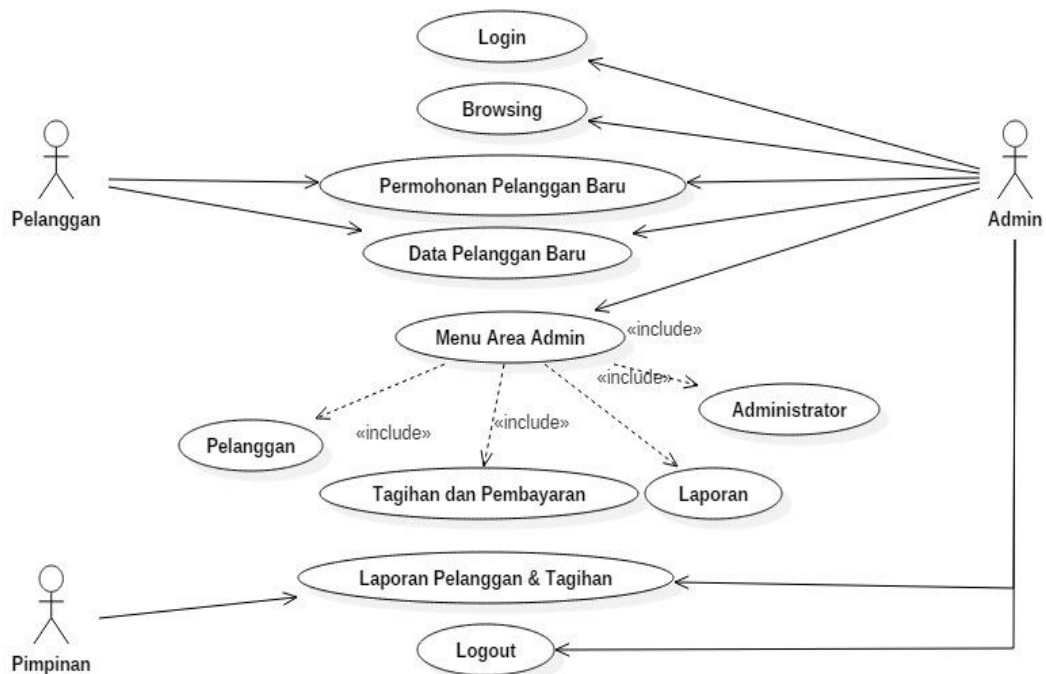 Login
Browsing
Permohonan Pelanggan Baru
Pelanggan
Admin
Data Pelanggan Baru
Menu Area Admin
«include»
«include»
Administrator
Pelanggan
«include»
«include»
Tagihan dan Pembayaran
Laporan
Laporan Pelanggan & Tagihan
Pimpinan
Logout